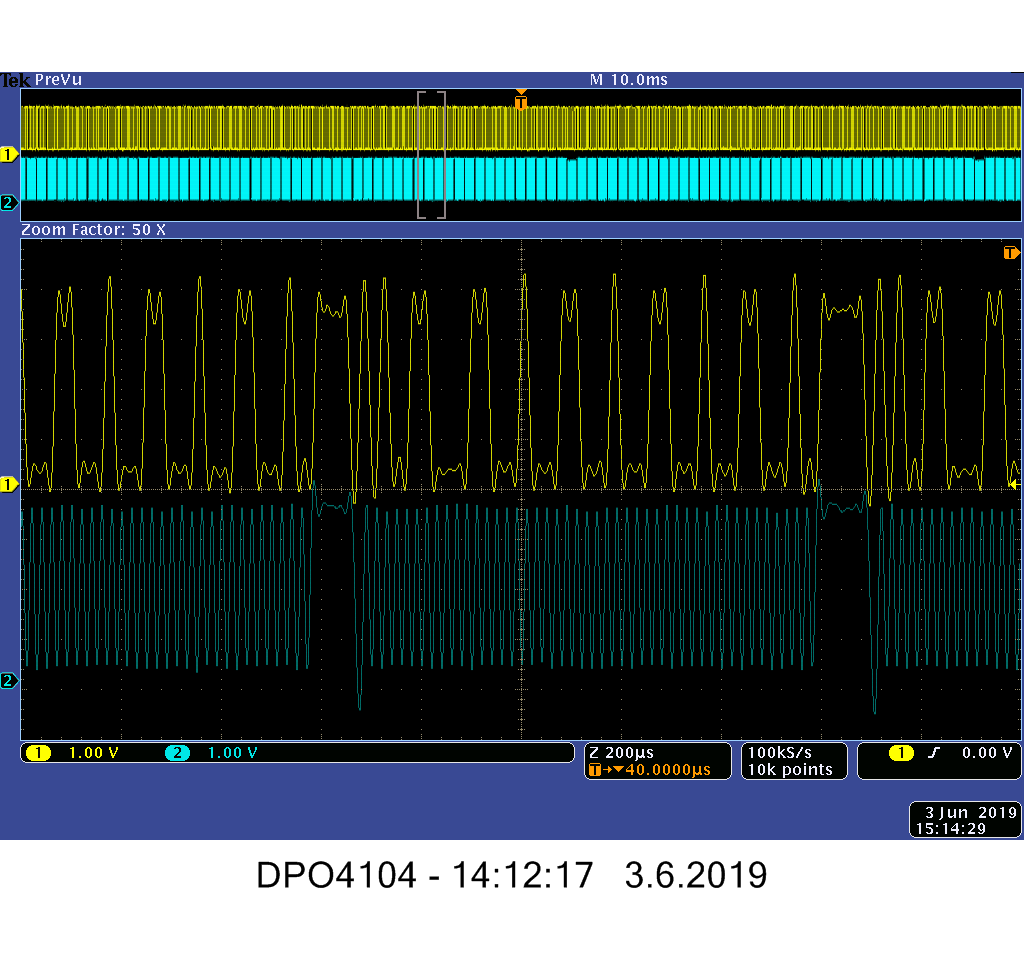 Tek PreVu M 10.0ms
T
1
2
Zoom Factor: 50 X
T
1
2
1 1.00 V 2 1.00 V
Z 200µs
T→▼40.0000µs
100kS/s
10k points
1 ∫ 0.00 V
3 Jun 2019
15:14:29
DPO4104 - 14:12:17 3.6.2019